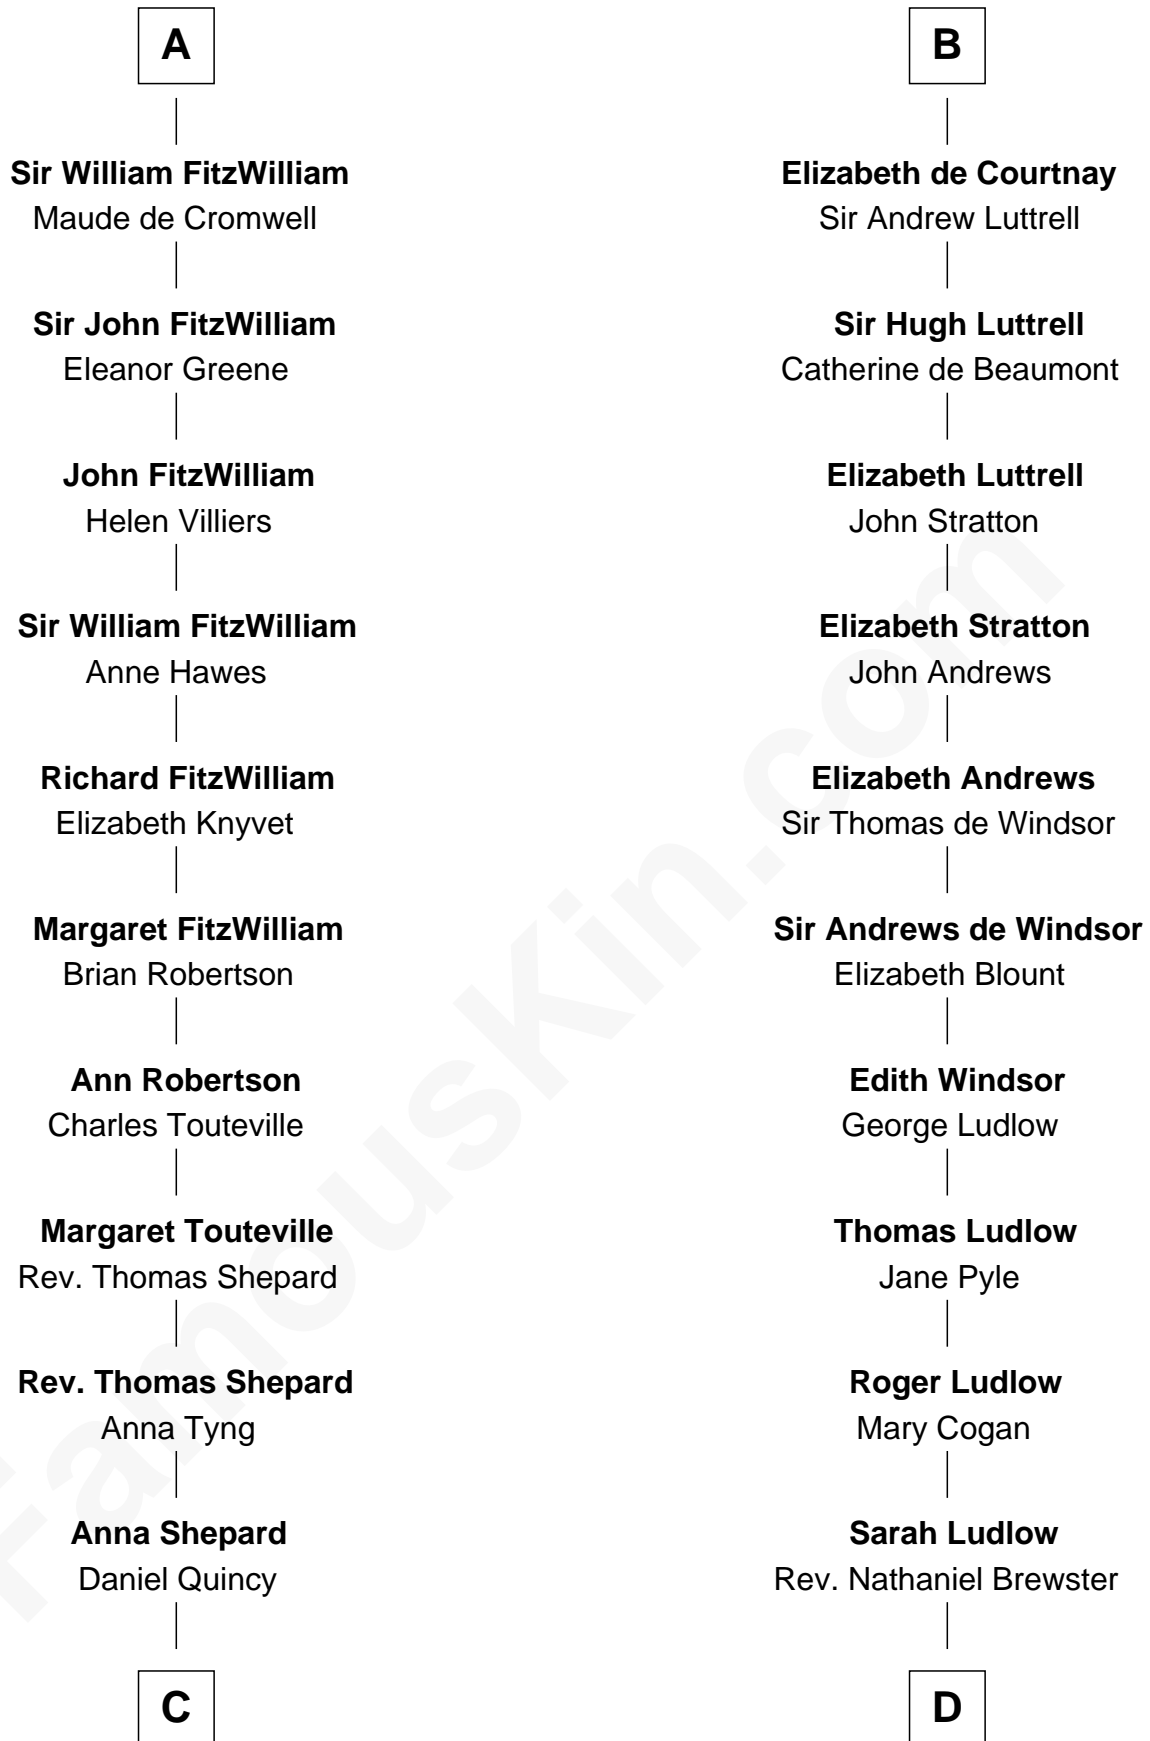 A
Sir William FitzWilliam
Maude de Cromwell
Sir John FitzWilliam
Eleanor Greene
John FitzWilliam
Helen Villiers
Sir William FitzWilliam
Anne Hawes
Richard FitzWilliam
Elizabeth Knyvet
Margaret FitzWilliam
Brian Robertson
Ann Robertson
Charles Touteville
Margaret Touteville
Rev. Thomas Shepard
Rev. Thomas Shepard
Anna Tyng
Anna Shepard
Daniel Quincy
C
B
Elizabeth de Courtnay
Sir Andrew Luttrell
Sir Hugh Luttrell
Catherine de Beaumont
Elizabeth Luttrell
John Stratton
Elizabeth Stratton
John Andrews
Elizabeth Andrews
Sir Thomas de Windsor
Sir Andrews de Windsor
Elizabeth Blount
Edith Windsor
George Ludlow
Thomas Ludlow
Jane Pyle
Roger Ludlow
Mary Cogan
Sarah Ludlow
Rev. Nathaniel Brewster
D
FamousKin.com